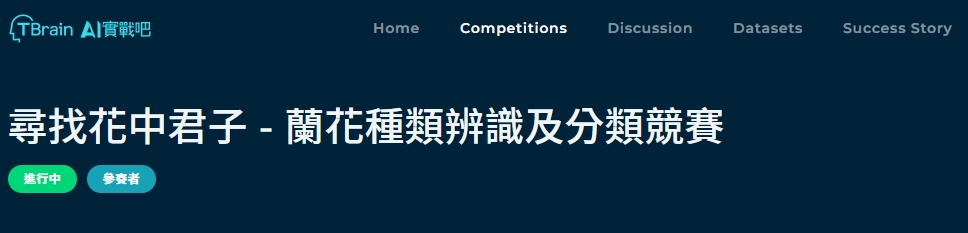 TBrain AI實戰吧 Home Competitions Discussion Datasets Success Story
尋找花中君子 - 蘭花種類辨識及分類競賽
進行中 參賽者